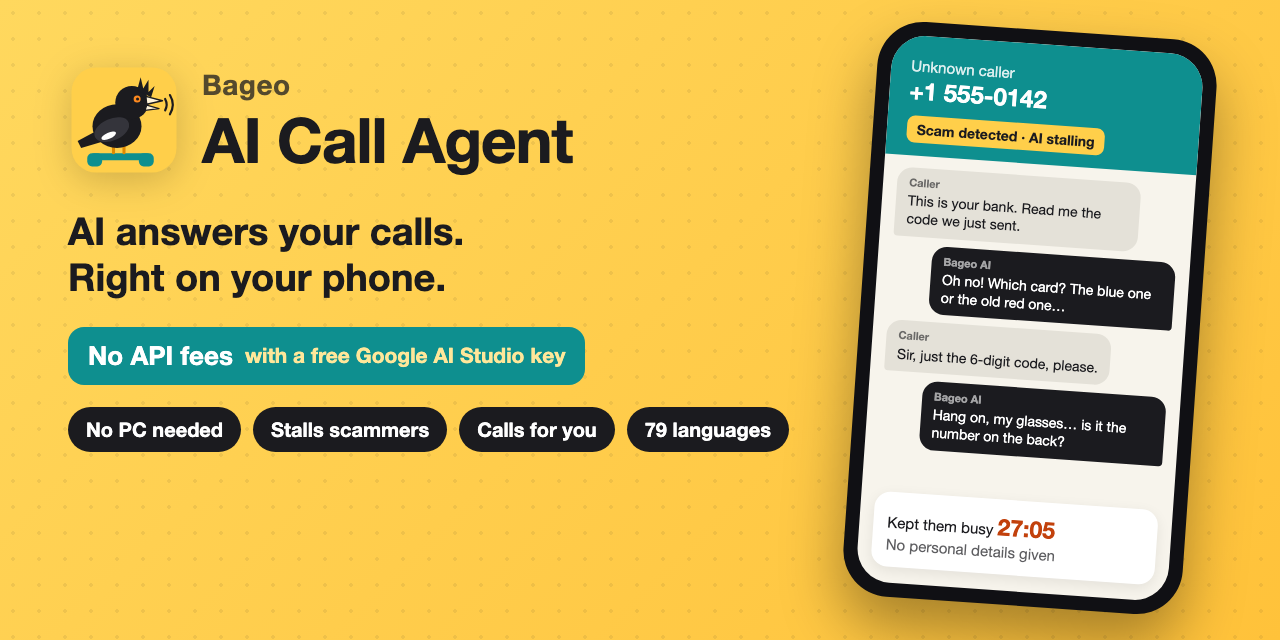 Bageo
AI Call Agent
AI answers your calls.
Right on your phone.
No API fees with a free Google AI Studio key
No PC needed
Stalls scammers
Calls for you
79 languages
Unknown caller
+1 555-0142
Scam detected · AI stalling
Caller
This is your bank. Read me the
code we just sent.
Bageo AI
Oh no! Which card? The blue one
or the old red one…
Caller
Sir, just the 6-digit code, please.
Bageo AI
Hang on, my glasses… is it the
number on the back?
Kept them busy 27:05
No personal details given